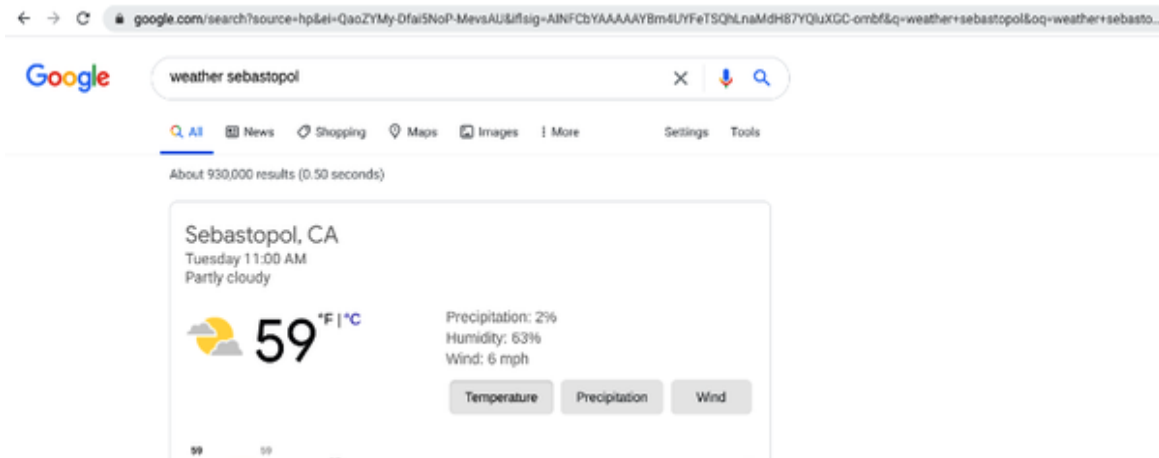 google.com/search?source=hp&ei=QaoZYMy-Dfai5NoP-MevsAU&iflsig=AINFCbYAAAAAYBm4UYFeTSQhLnaMdH87YQluXGC-ombf&q=weather+sebastopol&oq=weather+sebasto...
Google
weather sebastopol
All News Shopping Maps Images More Settings Tools
About 930,000 results (0.50 seconds)
Sebastopol, CA
Tuesday 11:00 AM
Partly cloudy
59 °F | °C
Precipitation: 2%
Humidity: 63%
Wind: 6 mph
Temperature Precipitation Wind
59 59